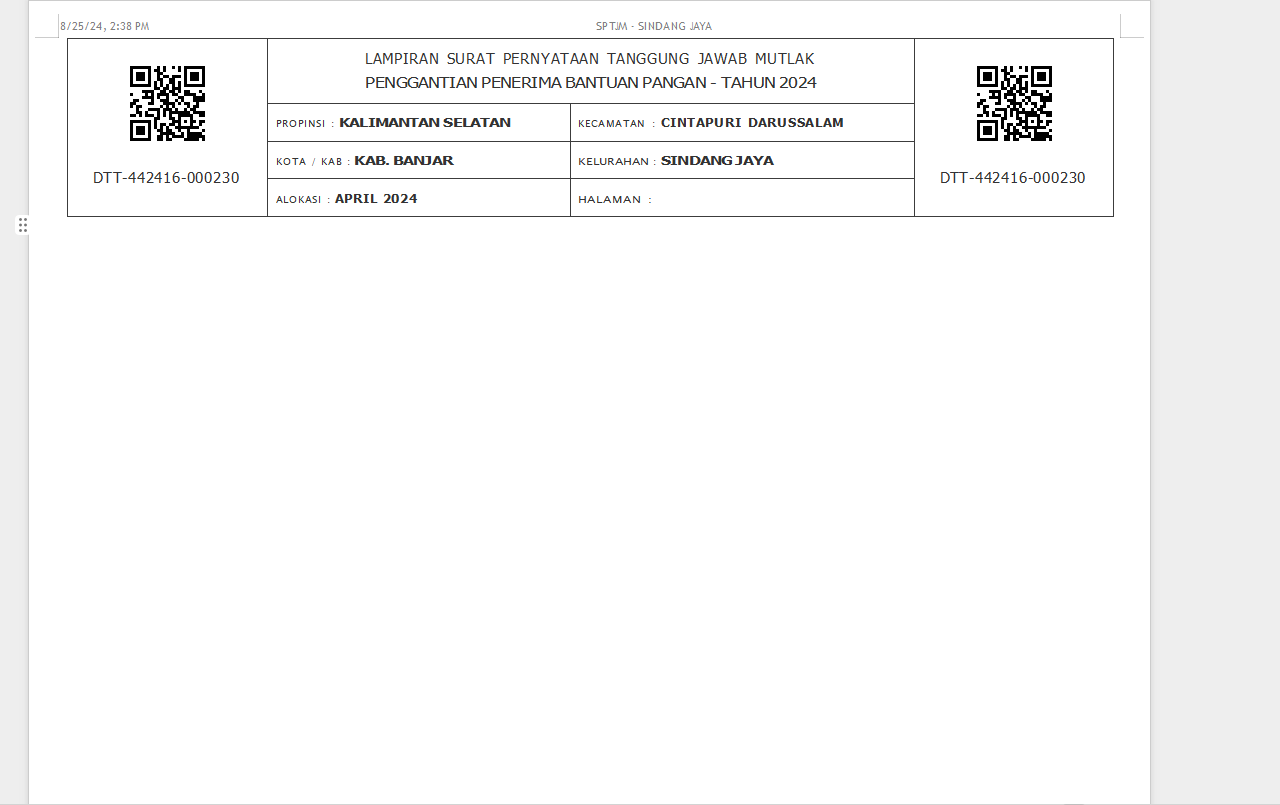 8/25/24, 2:38 PM
SPTJM - SINDANG JAYA
LAMPIRAN SURAT PERNYATAAN TANGGUNG JAWAB MUTLAK
PENGGANTIAN PENERIMA BANTUAN PANGAN - TAHUN 2024
DTT-442416-000230
PROPINSI : KALIMANTAN SELATAN
KECAMATAN : CINTAPURI DARUSSALAM
KOTA / KAB : KAB. BANJAR
KELURAHAN : SINDANG JAYA
ALOKASI : APRIL 2024
HALAMAN :
DTT-442416-000230